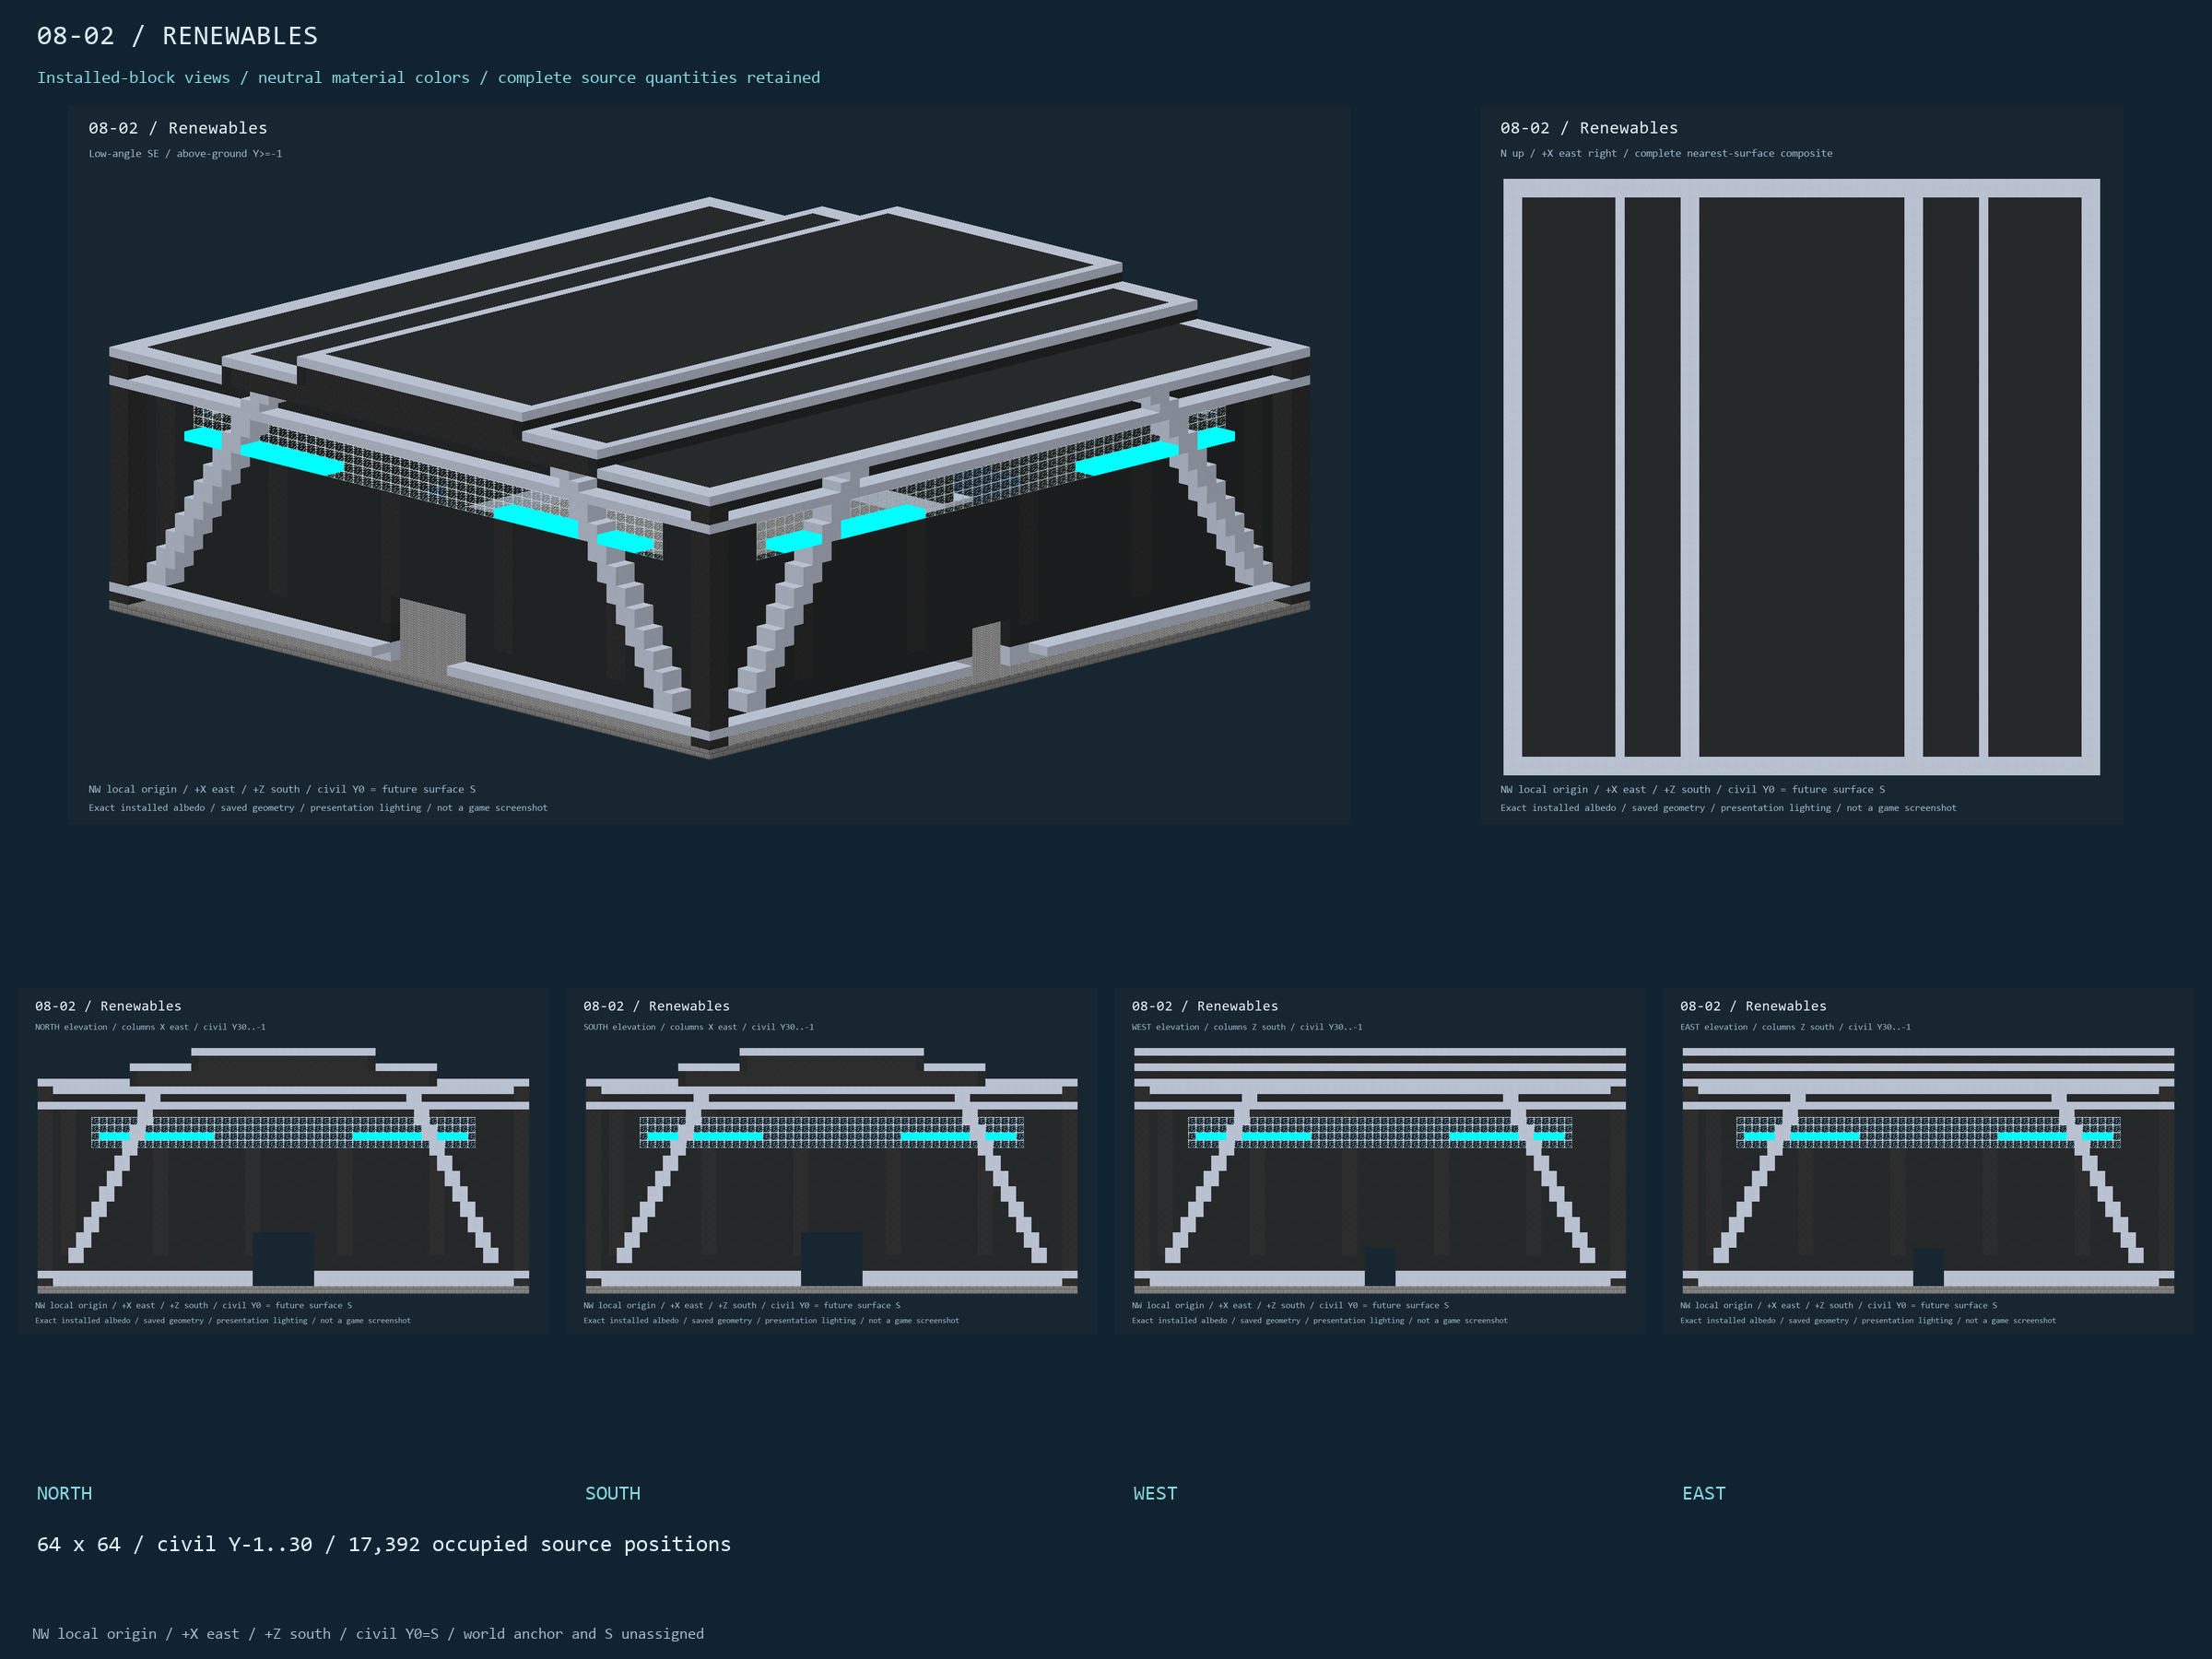 08-02 / RENEWABLES
Installed-block views / neutral material colors / complete source quantities retained
08-02 / Renewables
Low-angle SE / above-ground Y>=-1
NW local origin / +X east / +Z south / civil Y0 = future surface S
Exact installed albedo / saved geometry / presentation lighting / not a game screenshot
08-02 / Renewables
N up / +X east right / complete nearest-surface composite
NW local origin / +X east / +Z south / civil Y0 = future surface S
Exact installed albedo / saved geometry / presentation lighting / not a game screenshot
08-02 / Renewables
NORTH elevation / columns X east / civil Y30..-1
NW local origin / +X east / +Z south / civil Y0 = future surface S
Exact installed albedo / saved geometry / presentation lighting / not a game screenshot
08-02 / Renewables
SOUTH elevation / columns X east / civil Y30..-1
NW local origin / +X east / +Z south / civil Y0 = future surface S
Exact installed albedo / saved geometry / presentation lighting / not a game screenshot
08-02 / Renewables
WEST elevation / columns Z south / civil Y30..-1
NW local origin / +X east / +Z south / civil Y0 = future surface S
Exact installed albedo / saved geometry / presentation lighting / not a game screenshot
08-02 / Renewables
EAST elevation / columns Z south / civil Y30..-1
NW local origin / +X east / +Z south / civil Y0 = future surface S
Exact installed albedo / saved geometry / presentation lighting / not a game screenshot
NORTH
SOUTH
WEST
EAST
64 x 64 / civil Y-1..30 / 17,392 occupied source positions
NW local origin / +X east / +Z south / civil Y0=S / world anchor and S unassigned